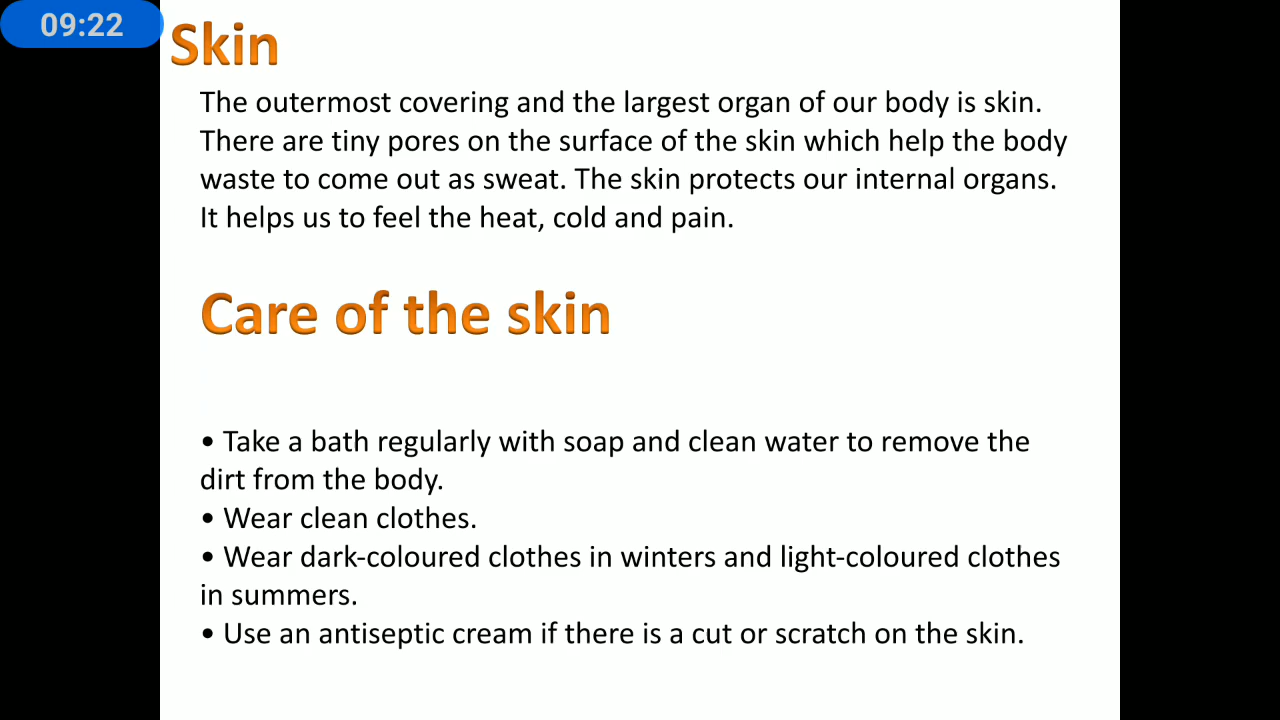 09:22
Skin
The outermost covering and the largest organ of our body is skin.
There are tiny pores on the surface of the skin which help the body
waste to come out as sweat. The skin protects our internal organs.
It helps us to feel the heat, cold and pain.
Care of the skin
• Take a bath regularly with soap and clean water to remove the
dirt from the body.
• Wear clean clothes.
• Wear dark-coloured clothes in winters and light-coloured clothes
in summers.
• Use an antiseptic cream if there is a cut or scratch on the skin.